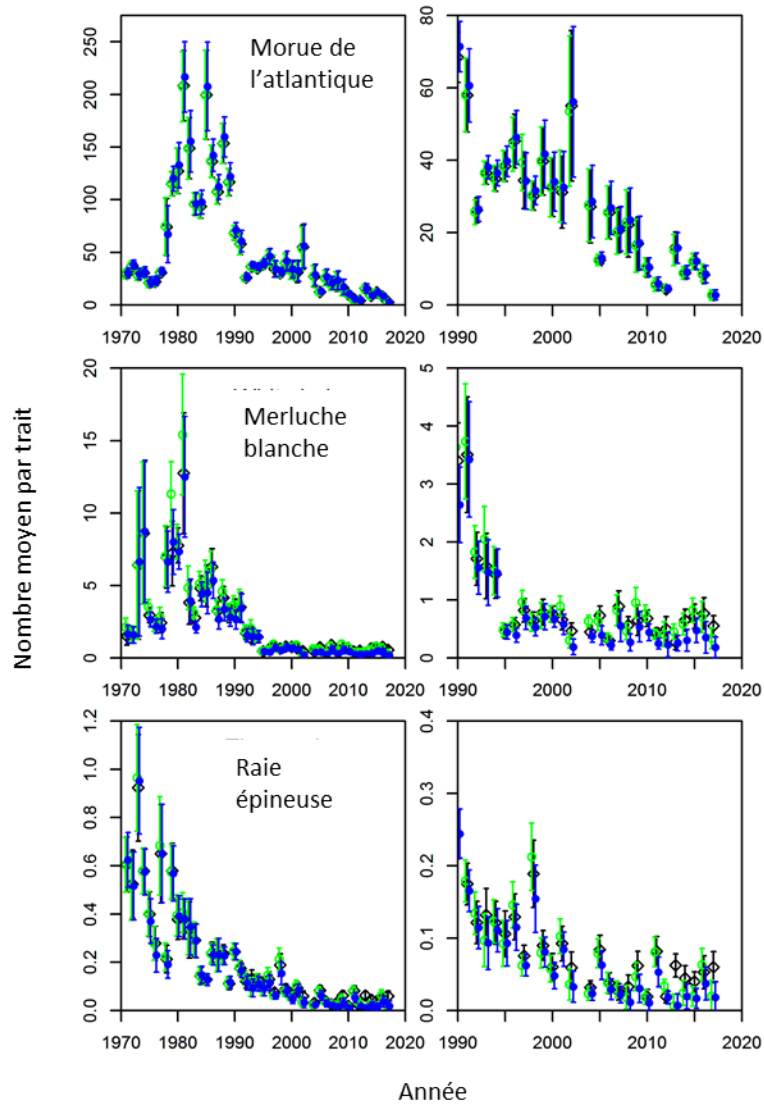 Nombre moyen par trait
Morue de
l'atlantique
0 50 100 150 200 250
1970 1980 1990 2000 2010 2020
0 20 40 60 80
1990 2000 2010 2020
Merluche
blanche
0 5 10 15 20
1970 1980 1990 2000 2010 2020
0 1 2 3 4 5
1990 2000 2010 2020
Raie
épineuse
0.0 0.2 0.4 0.6 0.8 1.0 1.2
1970 1980 1990 2000 2010 2020
0.0 0.1 0.2 0.3 0.4
1990 2000 2010 2020
Année